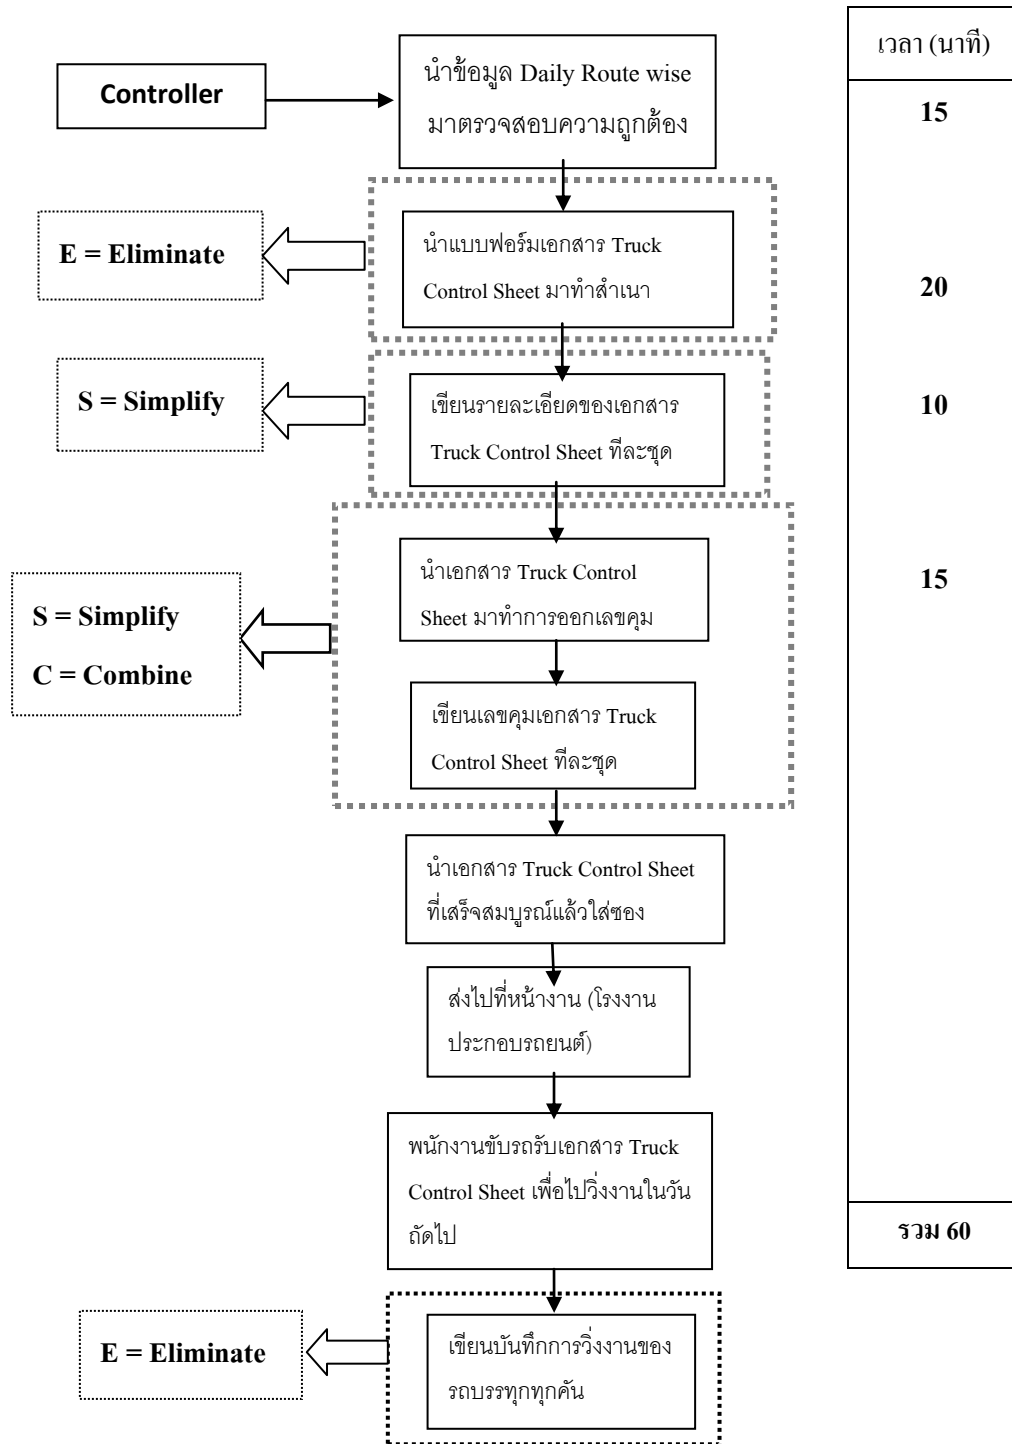 เวลา (นาที)
Controller
นำข้อมูล Daily Route wise
มาตรวจสอบความถูกต้อง
15
E = Eliminate
นำแบบฟอร์มเอกสาร Truck
Control Sheet มาทำสำเนา
20
S = Simplify
เขียนรายละเอียดของเอกสาร
Truck Control Sheet ทีละชุด
10
S = Simplify
C = Combine
นำเอกสาร Truck Control
Sheet มาทำการออกเลขคุม
15
เขียนเลขคุมเอกสาร Truck
Control Sheet ทีละชุด
นำเอกสาร Truck Control Sheet
ที่เสร็จสมบูรณ์แล้วใส่ซอง
ส่งไปที่หน้างาน (โรงงาน
ประกอบรถยนต์)
พนักงานขับรถรับเอกสาร Truck
Control Sheet เพื่อไปวิ่งงานในวัน
ถัดไป
รวม 60
E = Eliminate
เขียนบันทึกการวิ่งงานของ
รถบรรทุกทุกคัน